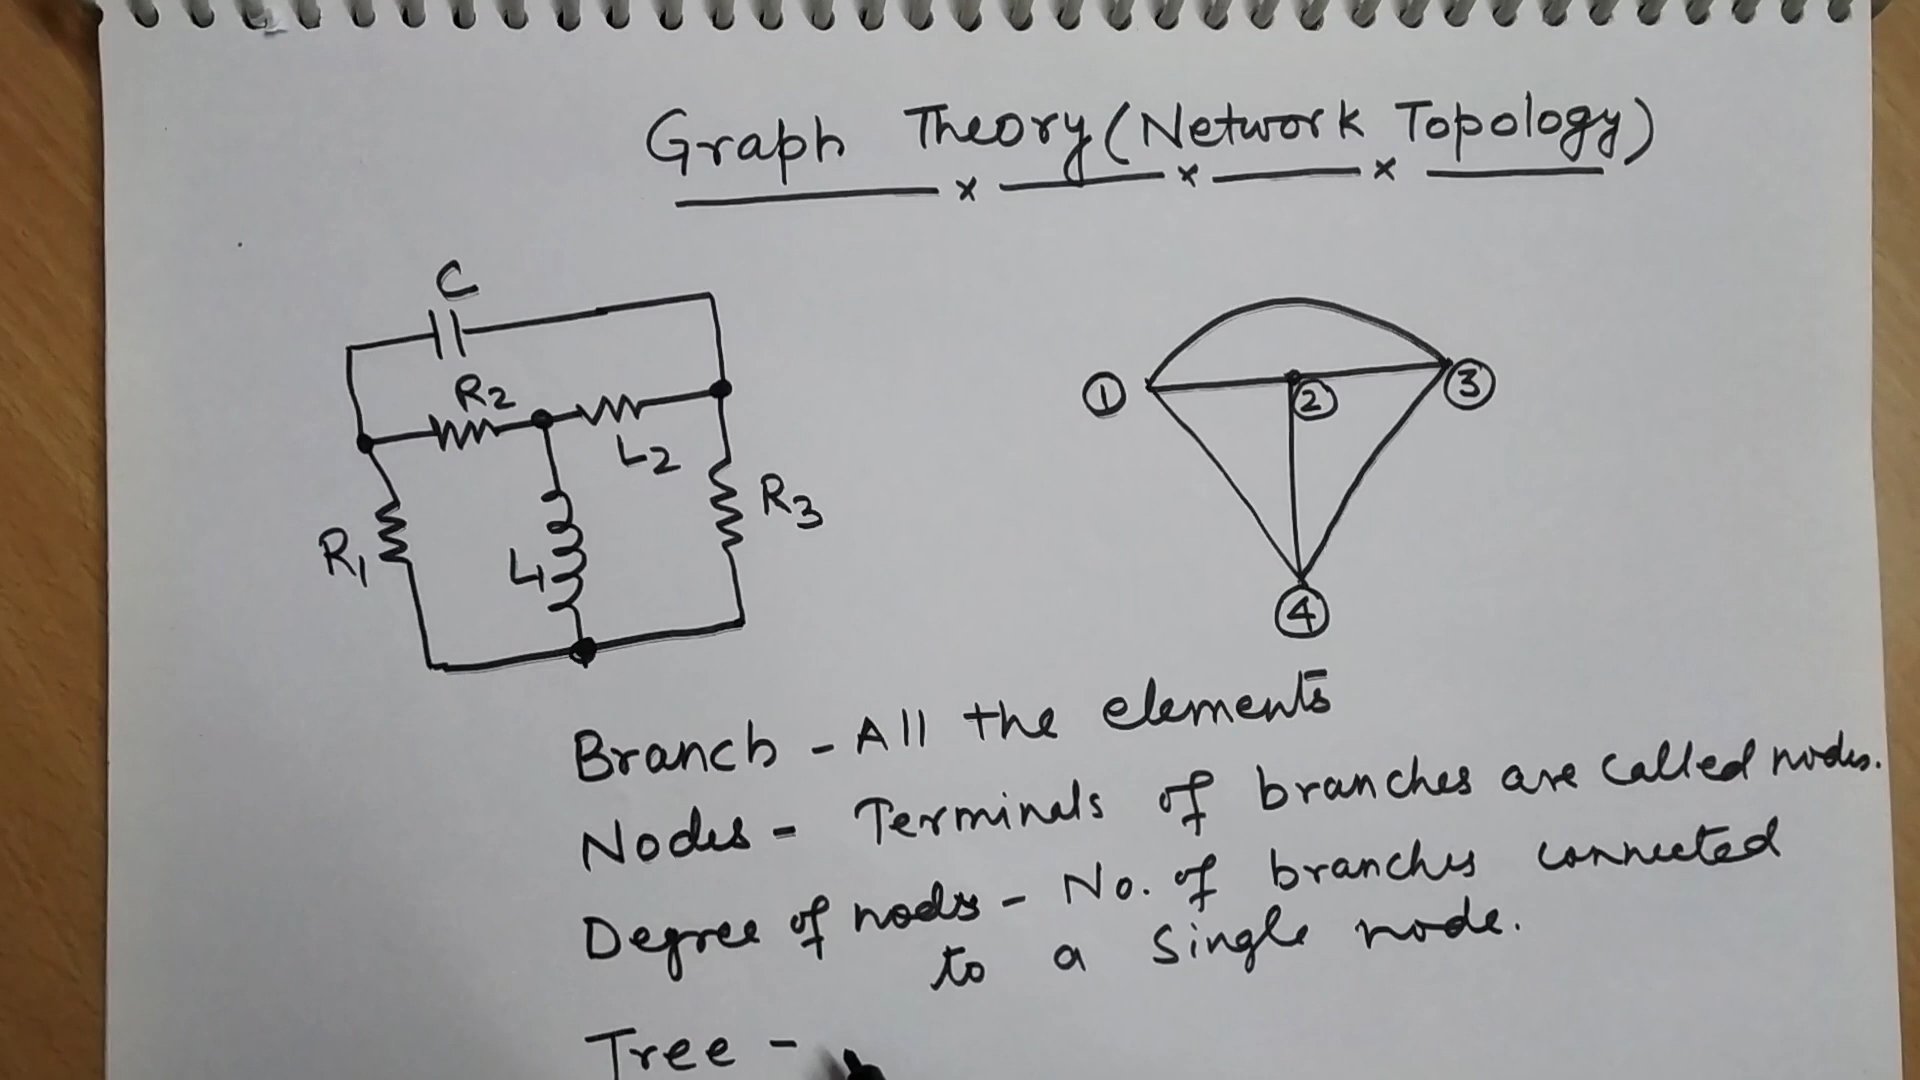 Graph Theory (Network Topology)
C
R2
L2
R1
L1
R3
1
2
3
4
Branch - All the elements
Nodes - Terminals of branches are called nodes.
Degree of nodes - No. of branches connected
to a single node.
Tree -